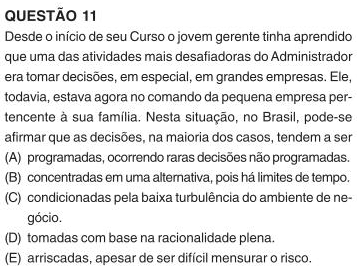 QUESTÃO 11
Desde o início de seu Curso o jovem gerente tinha aprendido
que uma das atividades mais desafiadoras do Administrador
era tomar decisões, em especial, em grandes empresas. Ele,
todavia, estava agora no comando da pequena empresa per-
tencente à sua família. Nesta situação, no Brasil, pode-se
afirmar que as decisões, na maioria dos casos, tendem a ser
(A) programadas, ocorrendo raras decisões não programadas.
(B) concentradas em uma alternativa, pois há limites de tempo.
(C) condicionadas pela baixa turbulência do ambiente de ne-
gócio.
(D) tomadas com base na racionalidade plena.
(E) arriscadas, apesar de ser difícil mensurar o risco.